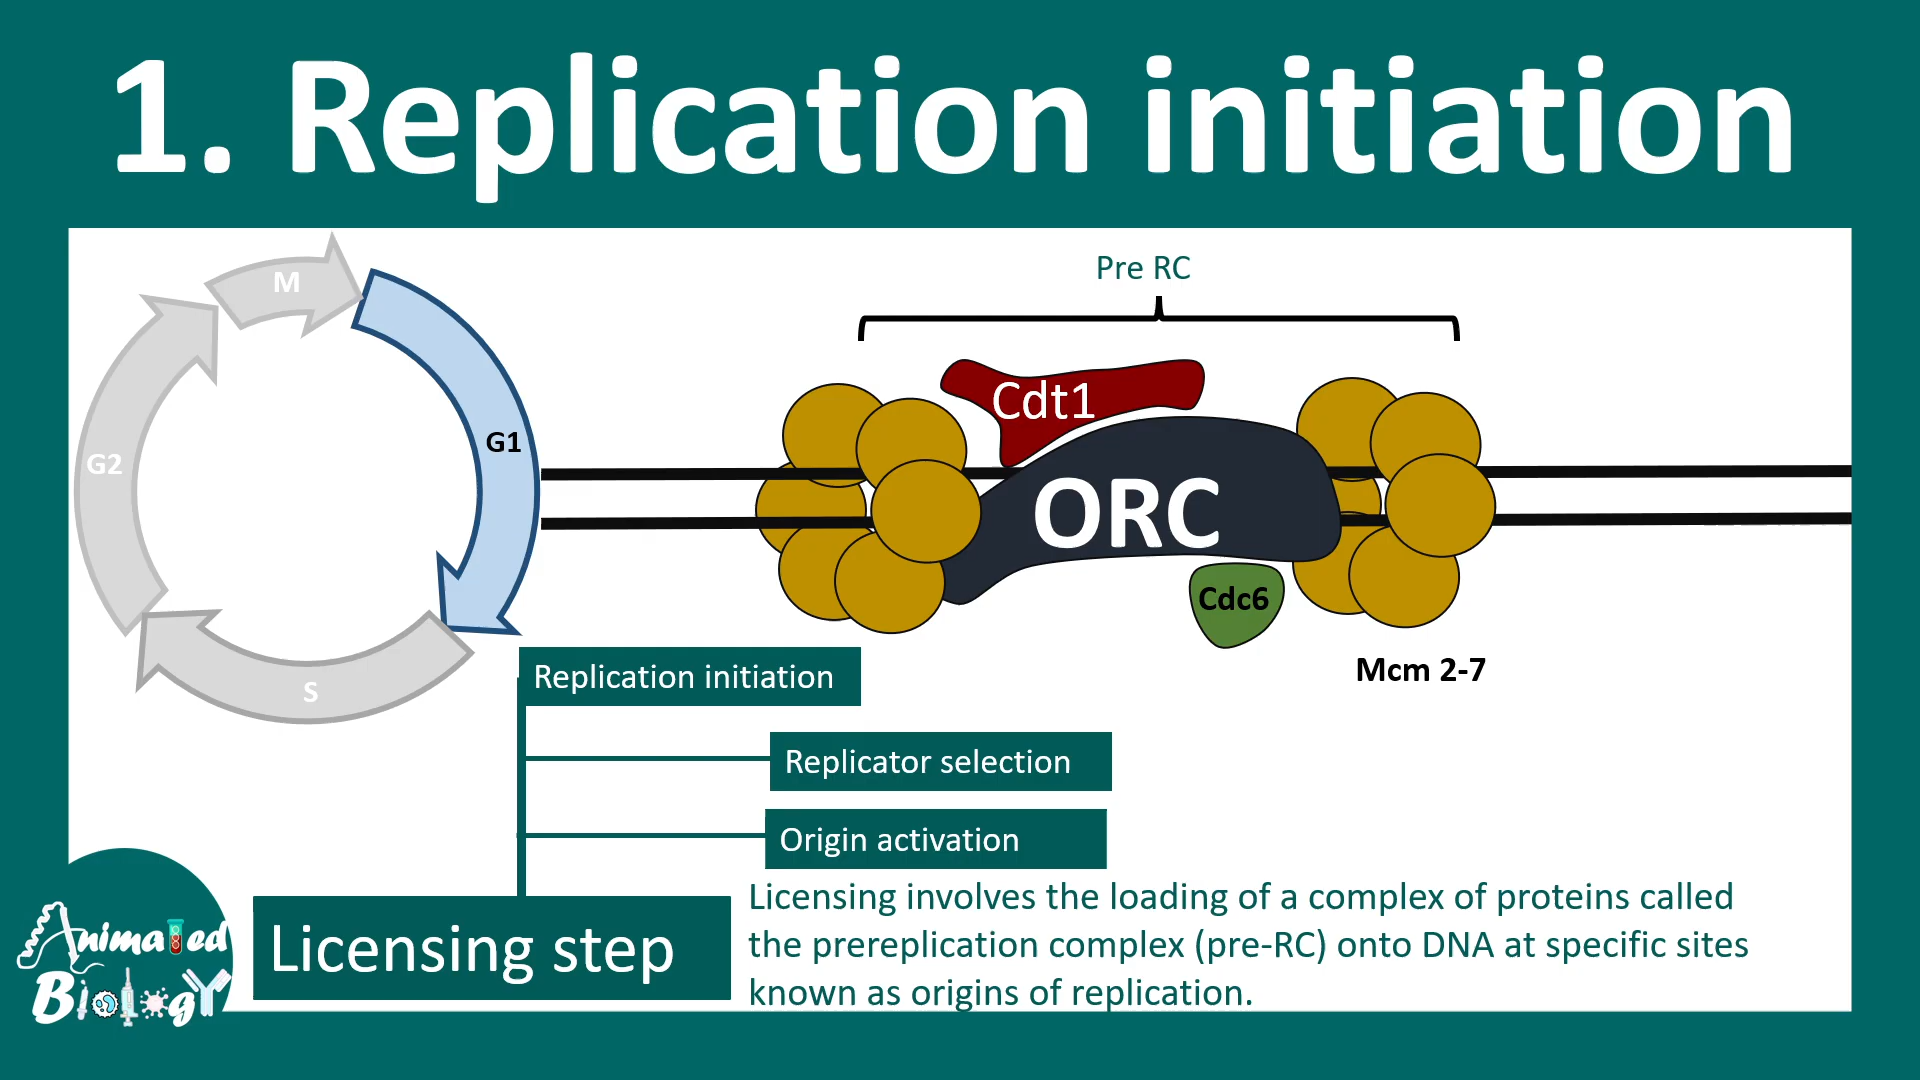 1. Replication initiation
M
G1
G2
S
Pre RC
Cdt1
ORC
Cdc6
Mcm 2-7
Replication initiation
Replicator selection
Origin activation
Licensing step
Licensing involves the loading of a complex of proteins called
the prereplication complex (pre-RC) onto DNA at specific sites
known as origins of replication.
Animated
Biology